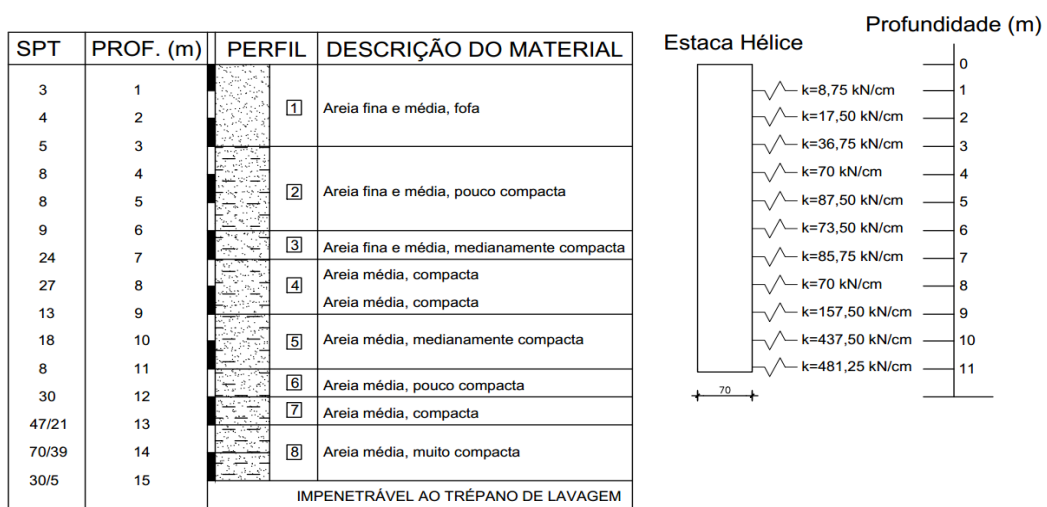 SPT PROF. (m) PERFIL DESCRIÇÃO DO MATERIAL
3 1
4 2
5 3
8 4
8 5
9 6
24 7
27 8
13 9
18 10
8 11
30 12
47/21 13
70/39 14
30/5 15
1 Areia fina e média, fofa
2 Areia fina e média, pouco compacta
3 Areia fina e média, medianamente compacta
4 Areia média, compacta
Areia média, compacta
5 Areia média, medianamente compacta
6 Areia média, pouco compacta
7 Areia média, compacta
8 Areia média, muito compacta
IMPENETRÁVEL AO TRÉPANO DE LAVAGEM
Estaca Hélice
Profundidade (m)
0
k=8,75 kN/cm 1
k=17,50 kN/cm 2
k=36,75 kN/cm 3
k=70 kN/cm 4
k=87,50 kN/cm 5
k=73,50 kN/cm 6
k=85,75 kN/cm 7
k=70 kN/cm 8
k=157,50 kN/cm 9
k=437,50 kN/cm 10
k=481,25 kN/cm 11
70